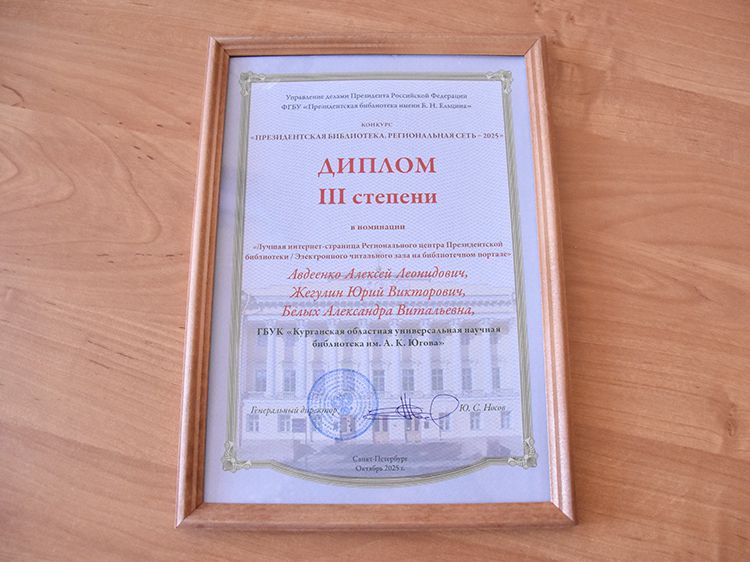 Управление делами Президента Российской Федерации
ФГБУ «Президентская библиотека имени Б. Н. Ельцина»
КОНКУРС
«ПРЕЗИДЕНТСКАЯ БИБЛИОТЕКА. РЕГИОНАЛЬНАЯ СЕТЬ – 2025»
ДИПЛОМ
III степени
в номинации
«Лучшая интернет-страница Регионального центра Президентской
библиотеки / Электронного читального зала на библиотечном портале»
Авдеенко Алексей Леонидович,
Жегулин Юрий Викторович,
Белых Александра Витальевна,
ГБУК «Курганская областная универсальная научная
библиотека им. А. К. Югова»
Генеральный директор Ю. С. Носов
Санкт-Петербург
Октябрь 2025 г.